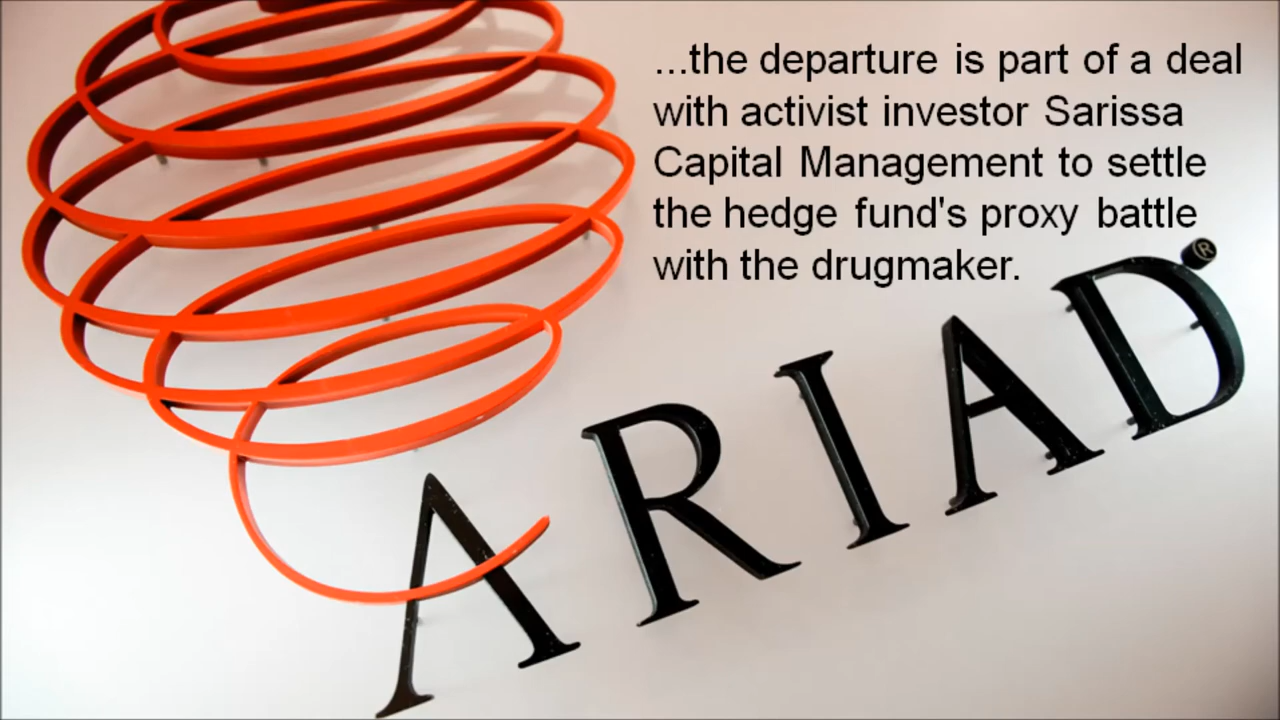 ...the departure is part of a deal
with activist investor Sarissa
Capital Management to settle
the hedge fund's proxy battle
with the drugmaker.
ARIAD®